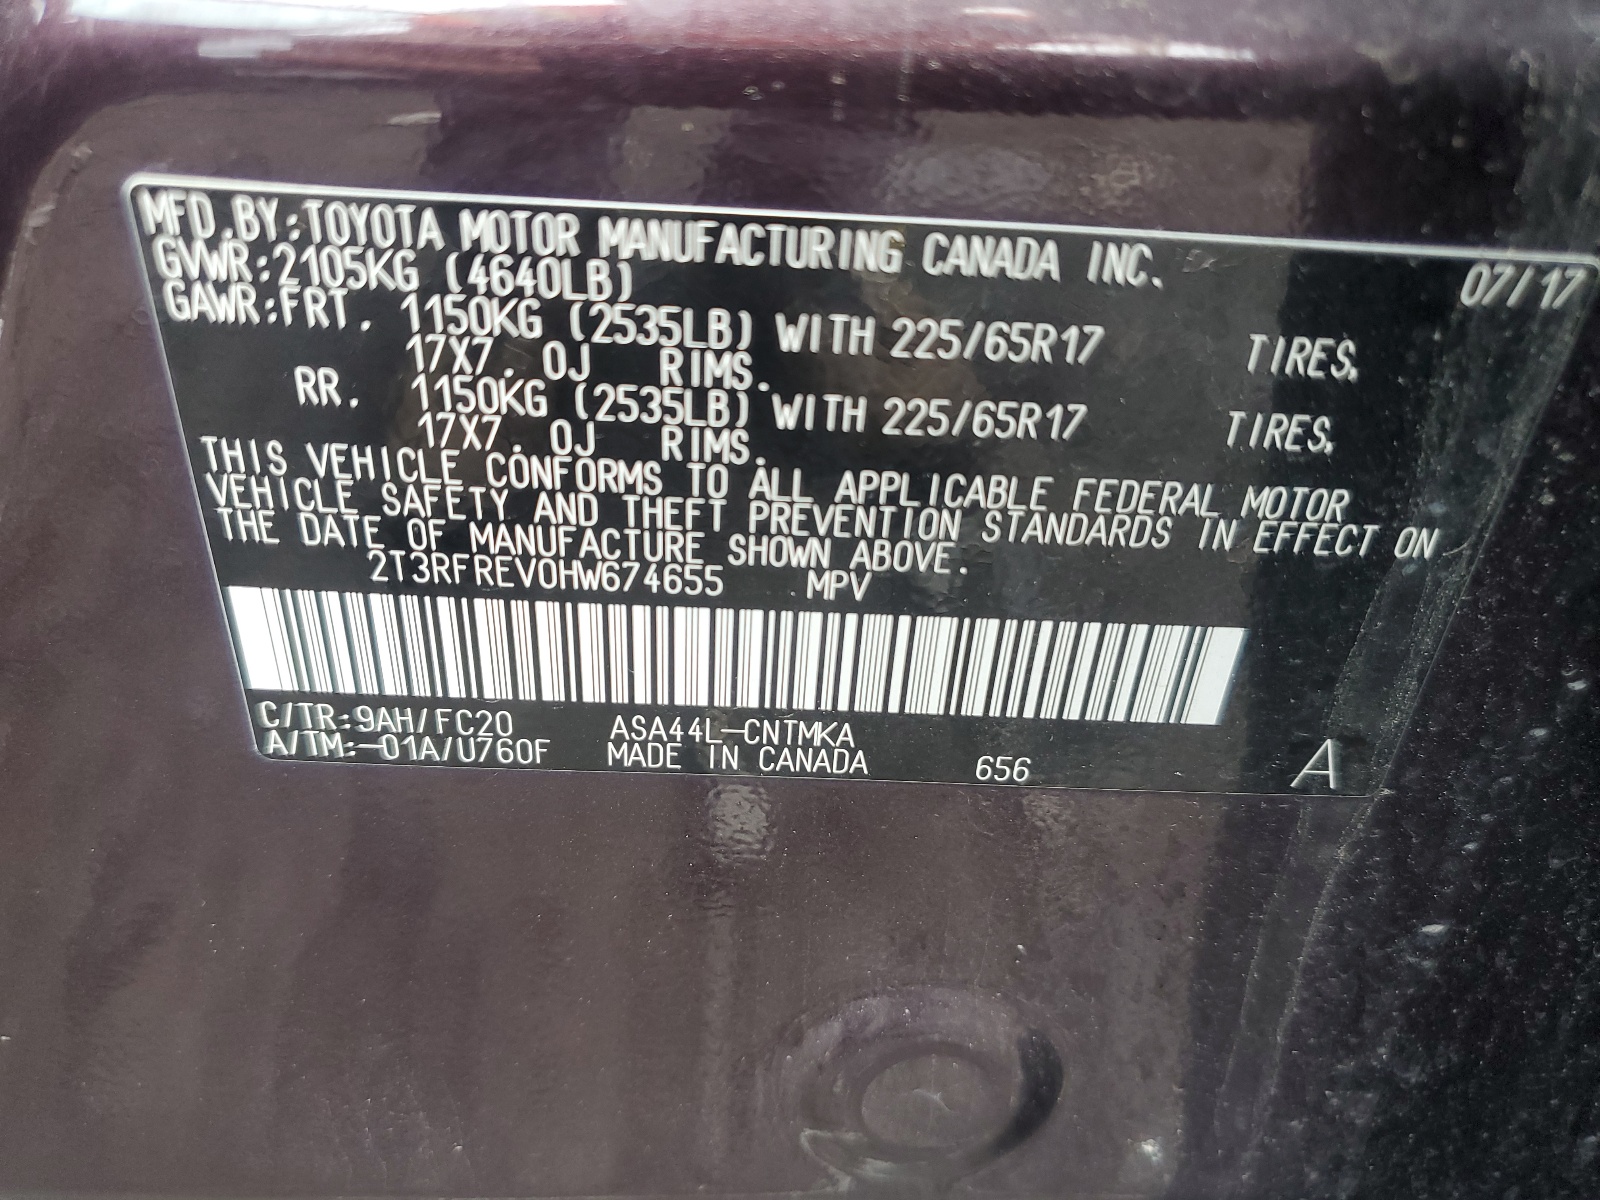 MFD.BY:TOYOTA MOTOR MANUFACTURING CANADA INC.
GVWR:2105KG (4640LB) 07/17
GAWR:FRT. 1150KG (2535LB) WITH 225/65R17 TIRES,
17X7.0J RIMS.
RR. 1150KG (2535LB) WITH 225/65R17 TIRES,
17X7.0J RIMS.
THIS VEHICLE CONFORMS TO ALL APPLICABLE FEDERAL MOTOR
VEHICLE SAFETY AND THEFT PREVENTION STANDARDS IN EFFECT ON
THE DATE OF MANUFACTURE SHOWN ABOVE.
2T3RFREV0HW674655 MPV
C/TR:9AH/FC20 ASA44L-CNTMKA
A/TM:-01A/U760F MADE IN CANADA 656 A